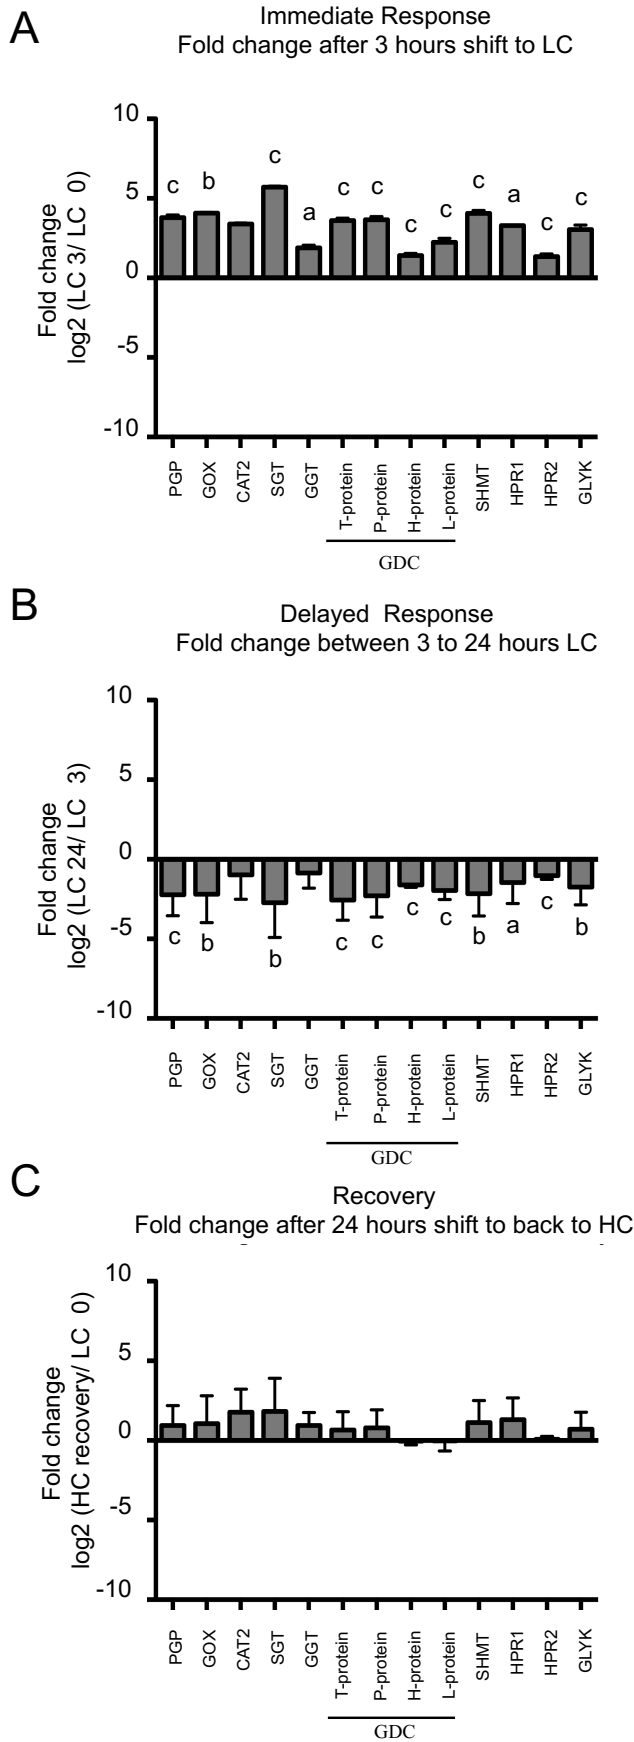 A
Immediate Response
Fold change after 3 hours shift to LC
Fold change
log2 (LC 3/ LC 0)
10
5
0
-5
-10
c
b
c
a
c
c
c
c
c
a
c
c
PGP
GOX
CAT2
SGT
GGT
T-protein
P-protein
H-protein
L-protein
SHMT
HPR1
HPR2
GLYK
GDC
B
Delayed Response
Fold change between 3 to 24 hours LC
Fold change
log2 (LC 24/ LC 3)
10
5
0
-5
-10
c
b
b
c
c
c
c
b
a
c
b
PGP
GOX
CAT2
SGT
GGT
T-protein
P-protein
H-protein
L-protein
SHMT
HPR1
HPR2
GLYK
GDC
C
Recovery
Fold change after 24 hours shift to back to HC
Fold change
log2 (HC recovery/ LC 0)
10
5
0
-5
-10
PGP
GOX
CAT2
SGT
GGT
T-protein
P-protein
H-protein
L-protein
SHMT
HPR1
HPR2
GLYK
GDC